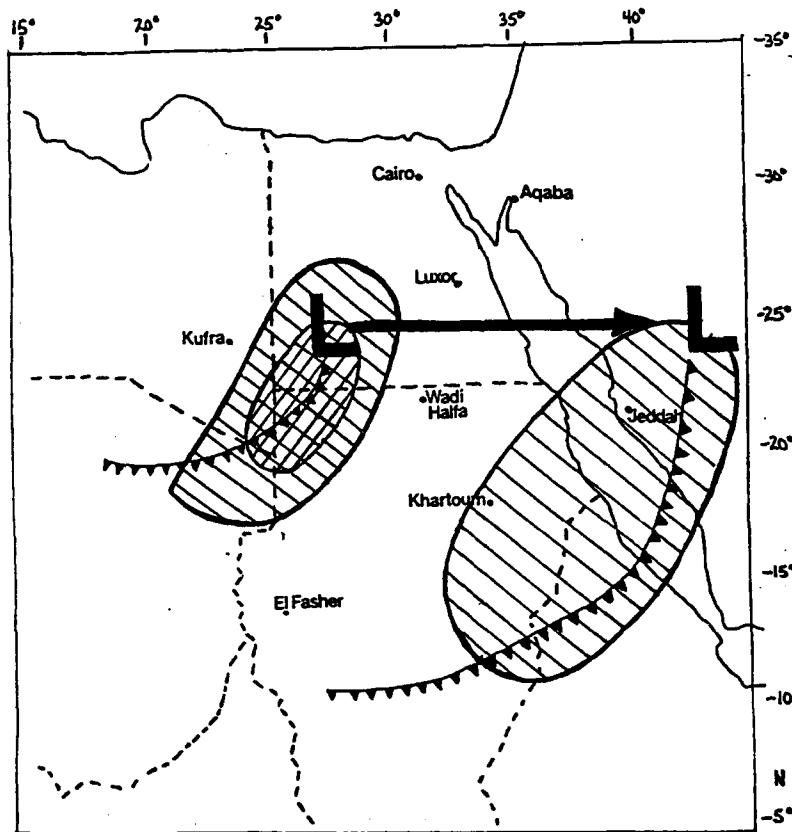 15° 20° 25° 30° 35° 40°
-35°
Cairo
-30°
Aqaba
Luxor
L L
-25°
Kufra
Wadi
Halfa
Jeddah
-20°
Khartoum
-15°
El Fasher
-10
N
-5°